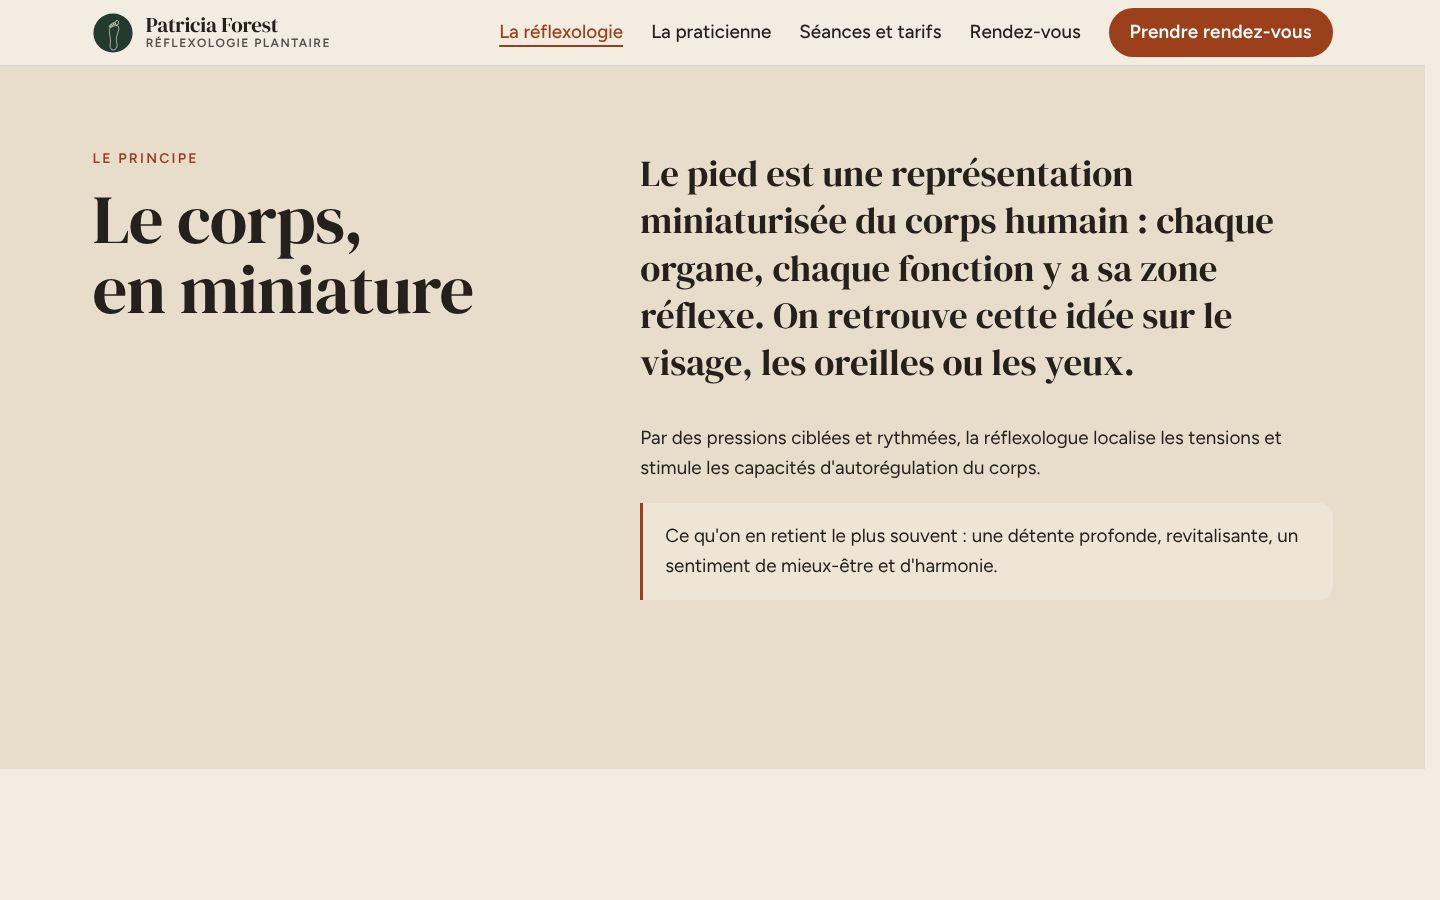 Patricia Forest
RÉFLEXOLOGIE PLANTAIRE
La réflexologie
La praticienne
Séances et tarifs
Rendez-vous
Prendre rendez-vous
LE PRINCIPE
Le corps,
en miniature
Le pied est une représentation
miniaturisée du corps humain : chaque
organe, chaque fonction y a sa zone
réflexe. On retrouve cette idée sur le
visage, les oreilles ou les yeux.
Par des pressions ciblées et rythmées, la réflexologue localise les tensions et
stimule les capacités d'autorégulation du corps.
Ce qu'on en retient le plus souvent : une détente profonde, revitalisante, un
sentiment de mieux-être et d'harmonie.